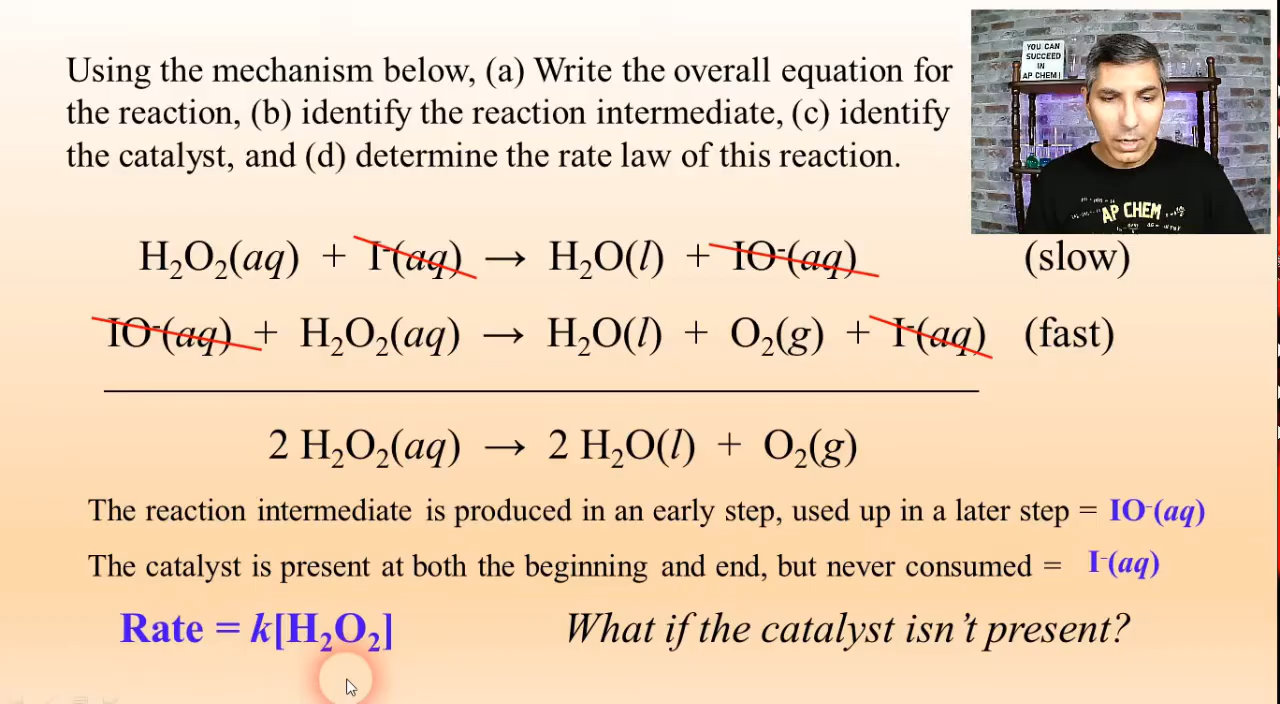 Using the mechanism below, (a) Write the overall equation for
the reaction, (b) identify the reaction intermediate, (c) identify
the catalyst, and (d) determine the rate law of this reaction.
YOU CAN
SUCCEED
IN
AP CHEM!
AP CHEM
H₂O₂(aq) + I⁻(aq) → H₂O(l) + IO⁻(aq) (slow)
IO⁻(aq) + H₂O₂(aq) → H₂O(l) + O₂(g) + I⁻(aq) (fast)
2 H₂O₂(aq) → 2 H₂O(l) + O₂(g)
The reaction intermediate is produced in an early step, used up in a later step = IO⁻(aq)
The catalyst is present at both the beginning and end, but never consumed = I⁻(aq)
Rate = k[H₂O₂] What if the catalyst isn't present?